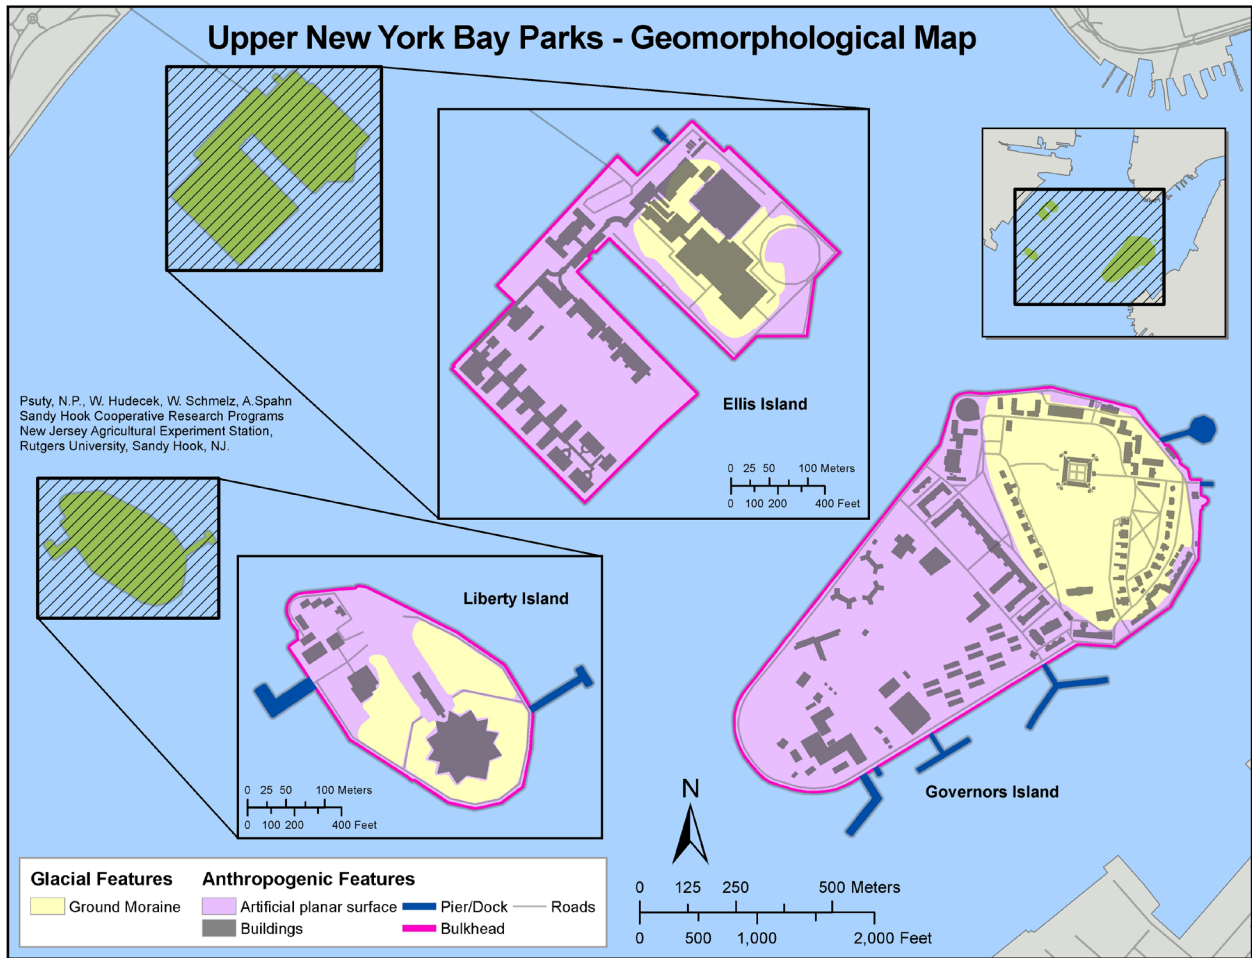 Upper New York Bay Parks - Geomorphological Map
Psuty, N.P., W. Hudecek, W. Schmelz, A.Spahn
Sandy Hook Cooperative Research Programs
New Jersey Agricultural Experiment Station,
Rutgers University, Sandy Hook, NJ.
Ellis Island
0 25 50 100 Meters
0 100 200 400 Feet
Liberty Island
0 25 50 100 Meters
0 100 200 400 Feet
Governors Island
N
0 125 250 500 Meters
0 500 1,000 2,000 Feet
Glacial Features
Ground Moraine
Anthropogenic Features
Artificial planar surface
Buildings
Pier/Dock
Bulkhead
Roads